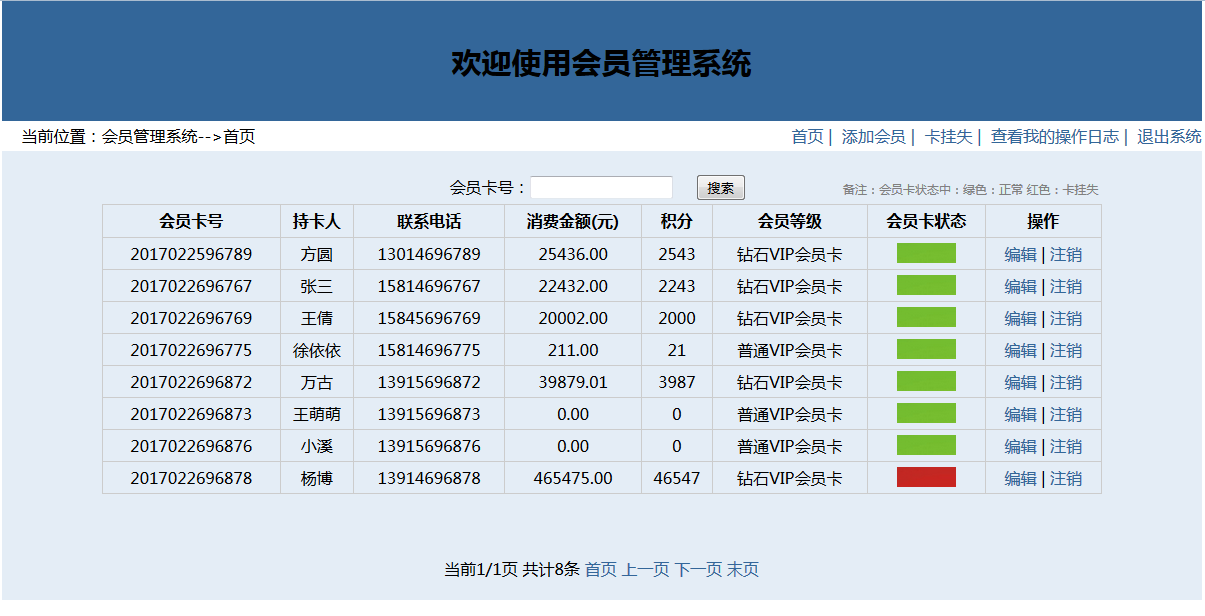 欢迎使用会员管理系统
当前位置：会员管理系统-->首页 首页| 添加会员| 卡挂失| 查看我的操作日志| 退出系统
会员卡号： 搜索 备注：会员卡状态中：绿色：正常 红色：卡挂失
会员卡号 持卡人 联系电话 消费金额(元) 积分 会员等级 会员卡状态 操作
2017022596789 方圆 13014696789 25436.00 2543 钻石VIP会员卡 编辑 | 注销
2017022696767 张三 15814696767 22432.00 2243 钻石VIP会员卡 编辑 | 注销
2017022696769 王倩 15845696769 20002.00 2000 钻石VIP会员卡 编辑 | 注销
2017022696775 徐依依 15814696775 211.00 21 普通VIP会员卡 编辑 | 注销
2017022696872 万古 13915696872 39879.01 3987 钻石VIP会员卡 编辑 | 注销
2017022696873 王萌萌 13915696873 0.00 0 普通VIP会员卡 编辑 | 注销
2017022696876 小溪 13915696876 0.00 0 普通VIP会员卡 编辑 | 注销
2017022696878 杨博 13914696878 465475.00 46547 钻石VIP会员卡 编辑 | 注销
当前1/1页 共计8条 首页 上一页 下一页 末页